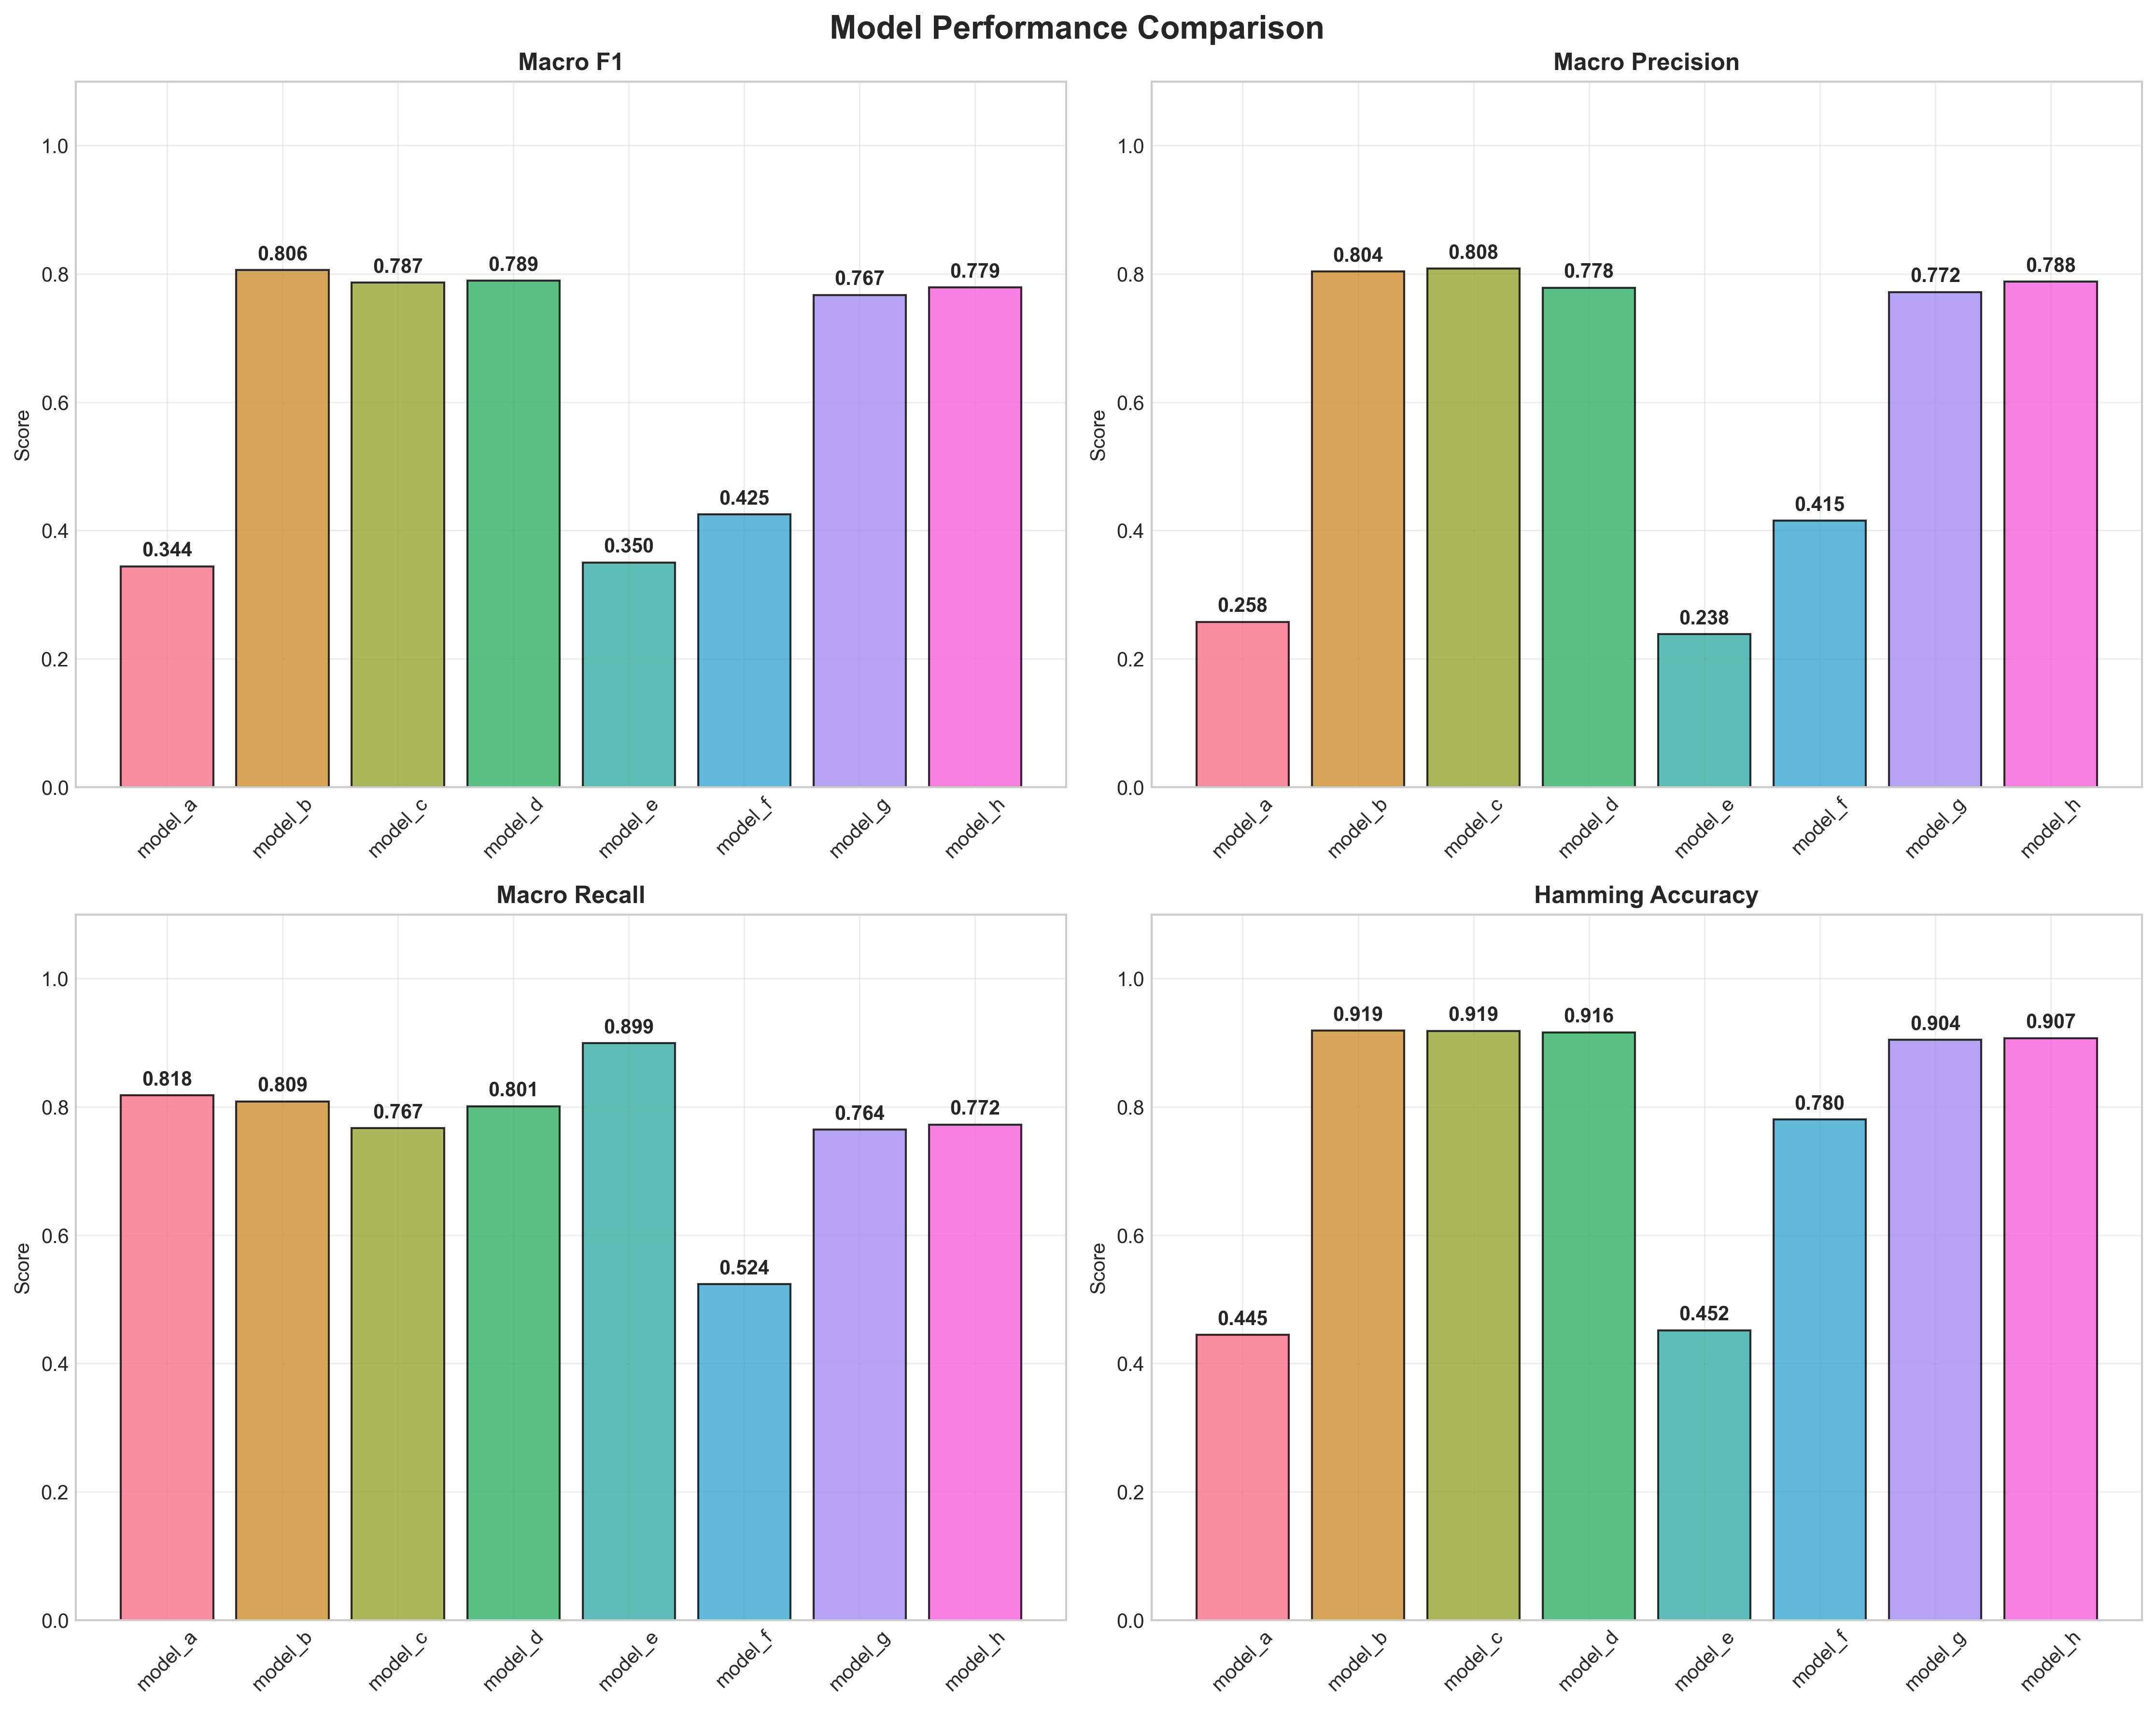 Model Performance Comparison
Macro F1
Score
1.0
0.8
0.6
0.4
0.2
0.0
0.344
0.806
0.787
0.789
0.350
0.425
0.767
0.779
model_a
model_b
model_c
model_d
model_e
model_f
model_g
model_h
Macro Precision
Score
1.0
0.8
0.6
0.4
0.2
0.0
0.258
0.804
0.808
0.778
0.238
0.415
0.772
0.788
model_a
model_b
model_c
model_d
model_e
model_f
model_g
model_h
Macro Recall
Score
1.0
0.8
0.6
0.4
0.2
0.0
0.818
0.809
0.767
0.801
0.899
0.524
0.764
0.772
model_a
model_b
model_c
model_d
model_e
model_f
model_g
model_h
Hamming Accuracy
Score
1.0
0.8
0.6
0.4
0.2
0.0
0.445
0.919
0.919
0.916
0.452
0.780
0.904
0.907
model_a
model_b
model_c
model_d
model_e
model_f
model_g
model_h